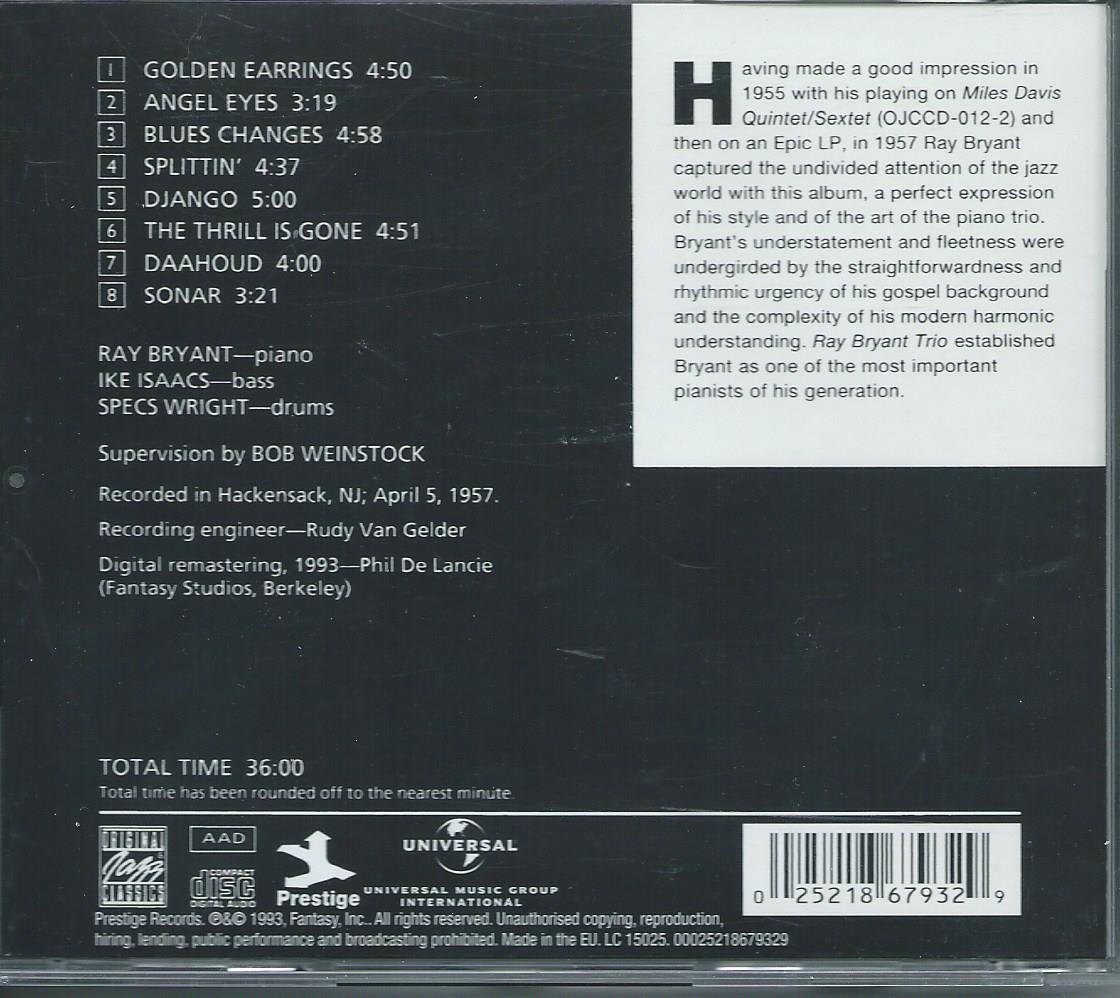 1 GOLDEN EARRINGS 4:50
2 ANGEL EYES 3:19
3 BLUES CHANGES 4:58
4 SPLITTIN' 4:37
5 DJANGO 5:00
6 THE THRILL IS GONE 4:51
7 DAAHOUD 4:00
8 SONAR 3:21
RAY BRYANT—piano
IKE ISAACS—bass
SPECS WRIGHT—drums
Supervision by BOB WEINSTOCK
Recorded in Hackensack, NJ; April 5, 1957.
Recording engineer—Rudy Van Gelder
Digital remastering, 1993—Phil De Lancie
(Fantasy Studios, Berkeley)
Having made a good impression in
1955 with his playing on Miles Davis
Quintet/Sextet (OJCCD-012-2) and
then on an Epic LP, in 1957 Ray Bryant
captured the undivided attention of the jazz
world with this album, a perfect expression
of his style and of the art of the piano trio.
Bryant's understatement and fleetness were
undergirded by the straightforwardness and
rhythmic urgency of his gospel background
and the complexity of his modern harmonic
understanding. Ray Bryant Trio established
Bryant as one of the most important
pianists of his generation.
TOTAL TIME 36:00
Total time has been rounded off to the nearest minute.
ORIGINAL
Jazz
CLASSICS
AAD
COMPACT
disc
DIGITAL AUDIO
Prestige
UNIVERSAL
UNIVERSAL MUSIC GROUP
INTERNATIONAL
0 25218 67932 9
Prestige Records. ℗&© 1993, Fantasy, Inc.. All rights reserved. Unauthorised copying, reproduction,
hiring, lending, public performance and broadcasting prohibited. Made in the EU. LC 15025. 00025218679329